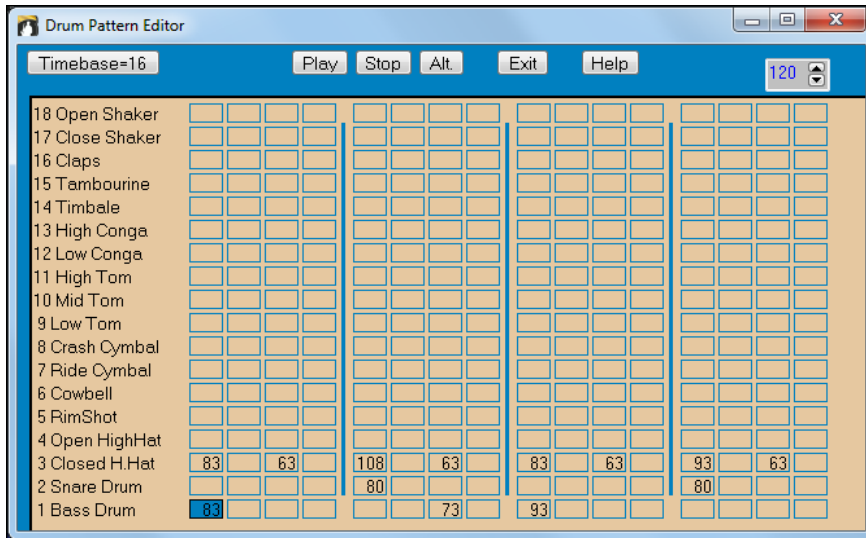 Drum Pattern Editor
Timebase=16 Play Stop Alt. Exit Help 120
18 Open Shaker
17 Close Shaker
16 Claps
15 Tambourine
14 Timbale
13 High Conga
12 Low Conga
11 High Tom
10 Mid Tom
9 Low Tom
8 Crash Cymbal
7 Ride Cymbal
6 Cowbell
5 RimShot
4 Open HighHat
3 Closed H.Hat 83 63 108 63 83 63 93 63
2 Snare Drum 80 80
1 Bass Drum 83 73 93